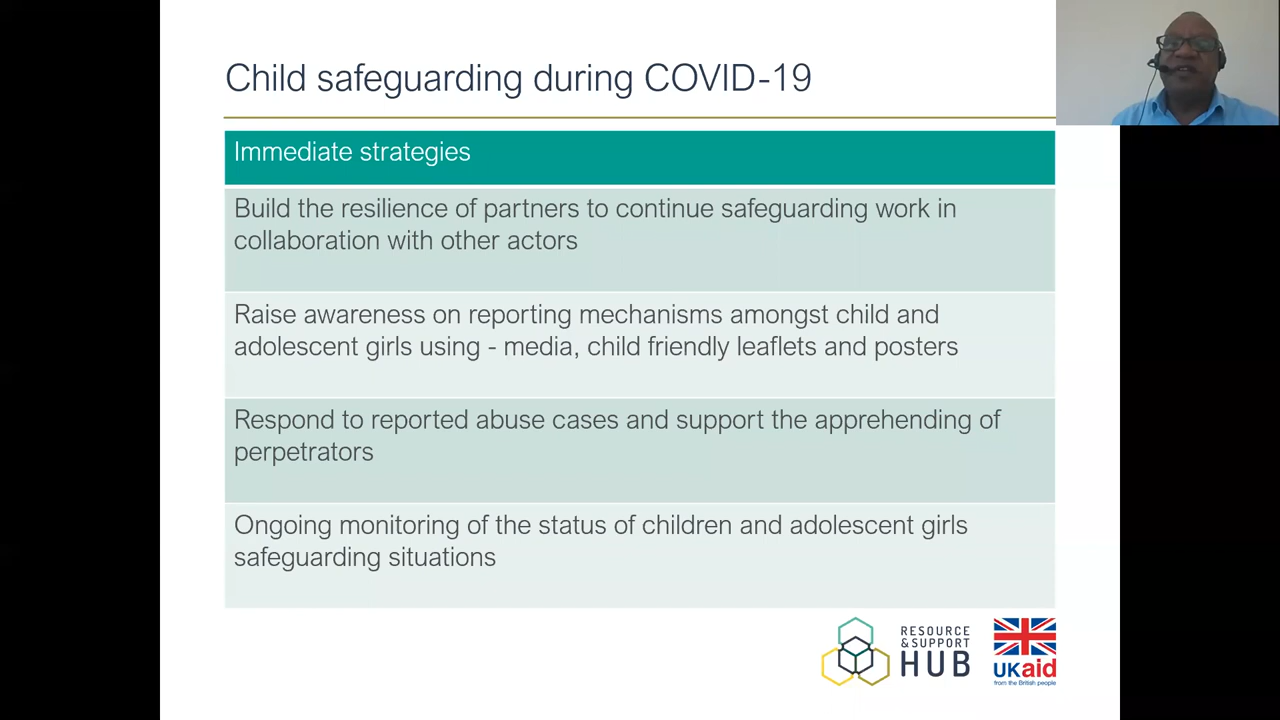 Child safeguarding during COVID-19
Immediate strategies
Build the resilience of partners to continue safeguarding work in
collaboration with other actors
Raise awareness on reporting mechanisms amongst child and
adolescent girls using - media, child friendly leaflets and posters
Respond to reported abuse cases and support the apprehending of
perpetrators
Ongoing monitoring of the status of children and adolescent girls
safeguarding situations
RESOURCE
&SUPPORT
HUB
UKaid
from the British people